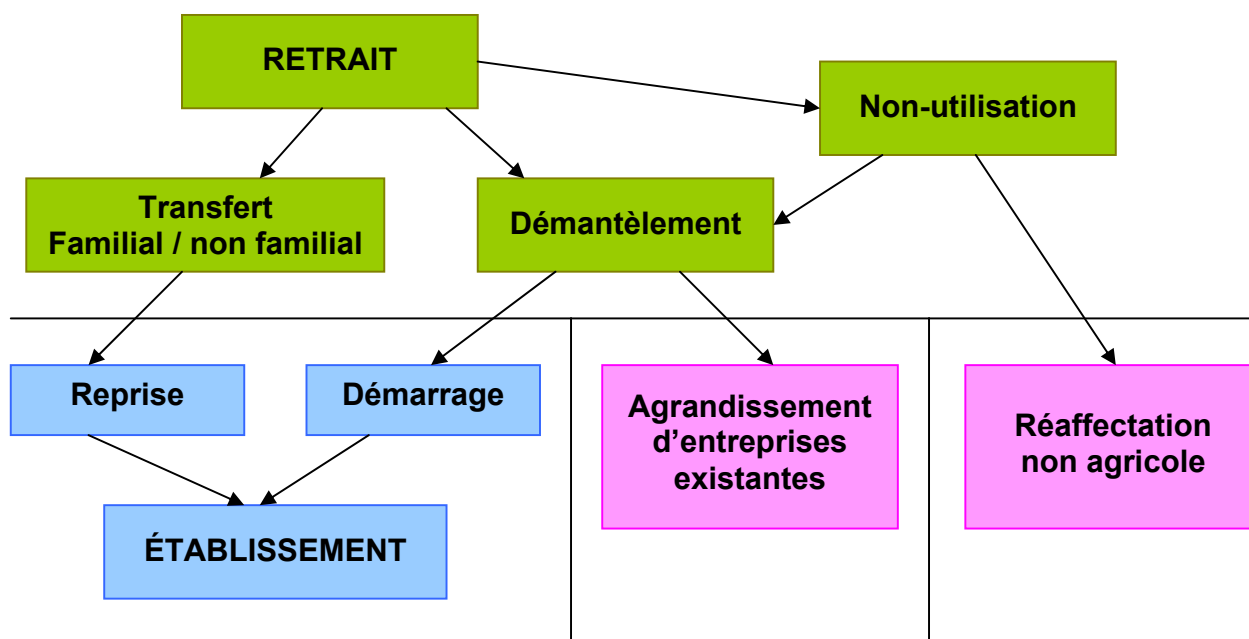 RETRAIT
Non-utilisation
Transfert
Familial / non familial
Démantèlement
Reprise
Démarrage
Agrandissement
d’entreprises
existantes
Réaffectation
non agricole
ÉTABLISSEMENT